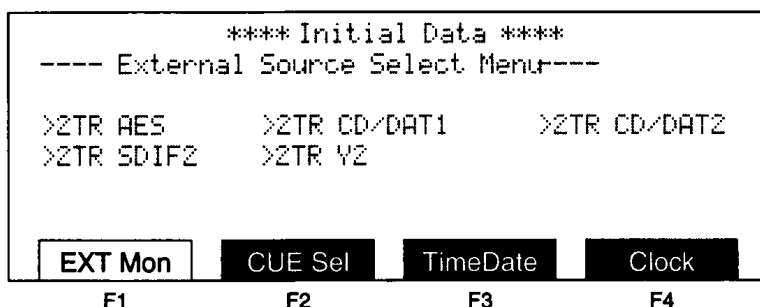 **** Initial Data ****
---- External Source Select Menu----
>2TR AES >2TR CD/DAT1 >2TR CD/DAT2
>2TR SDIF2 >2TR Y2
EXT Mon CUE Sel TimeDate Clock
F1 F2 F3 F4